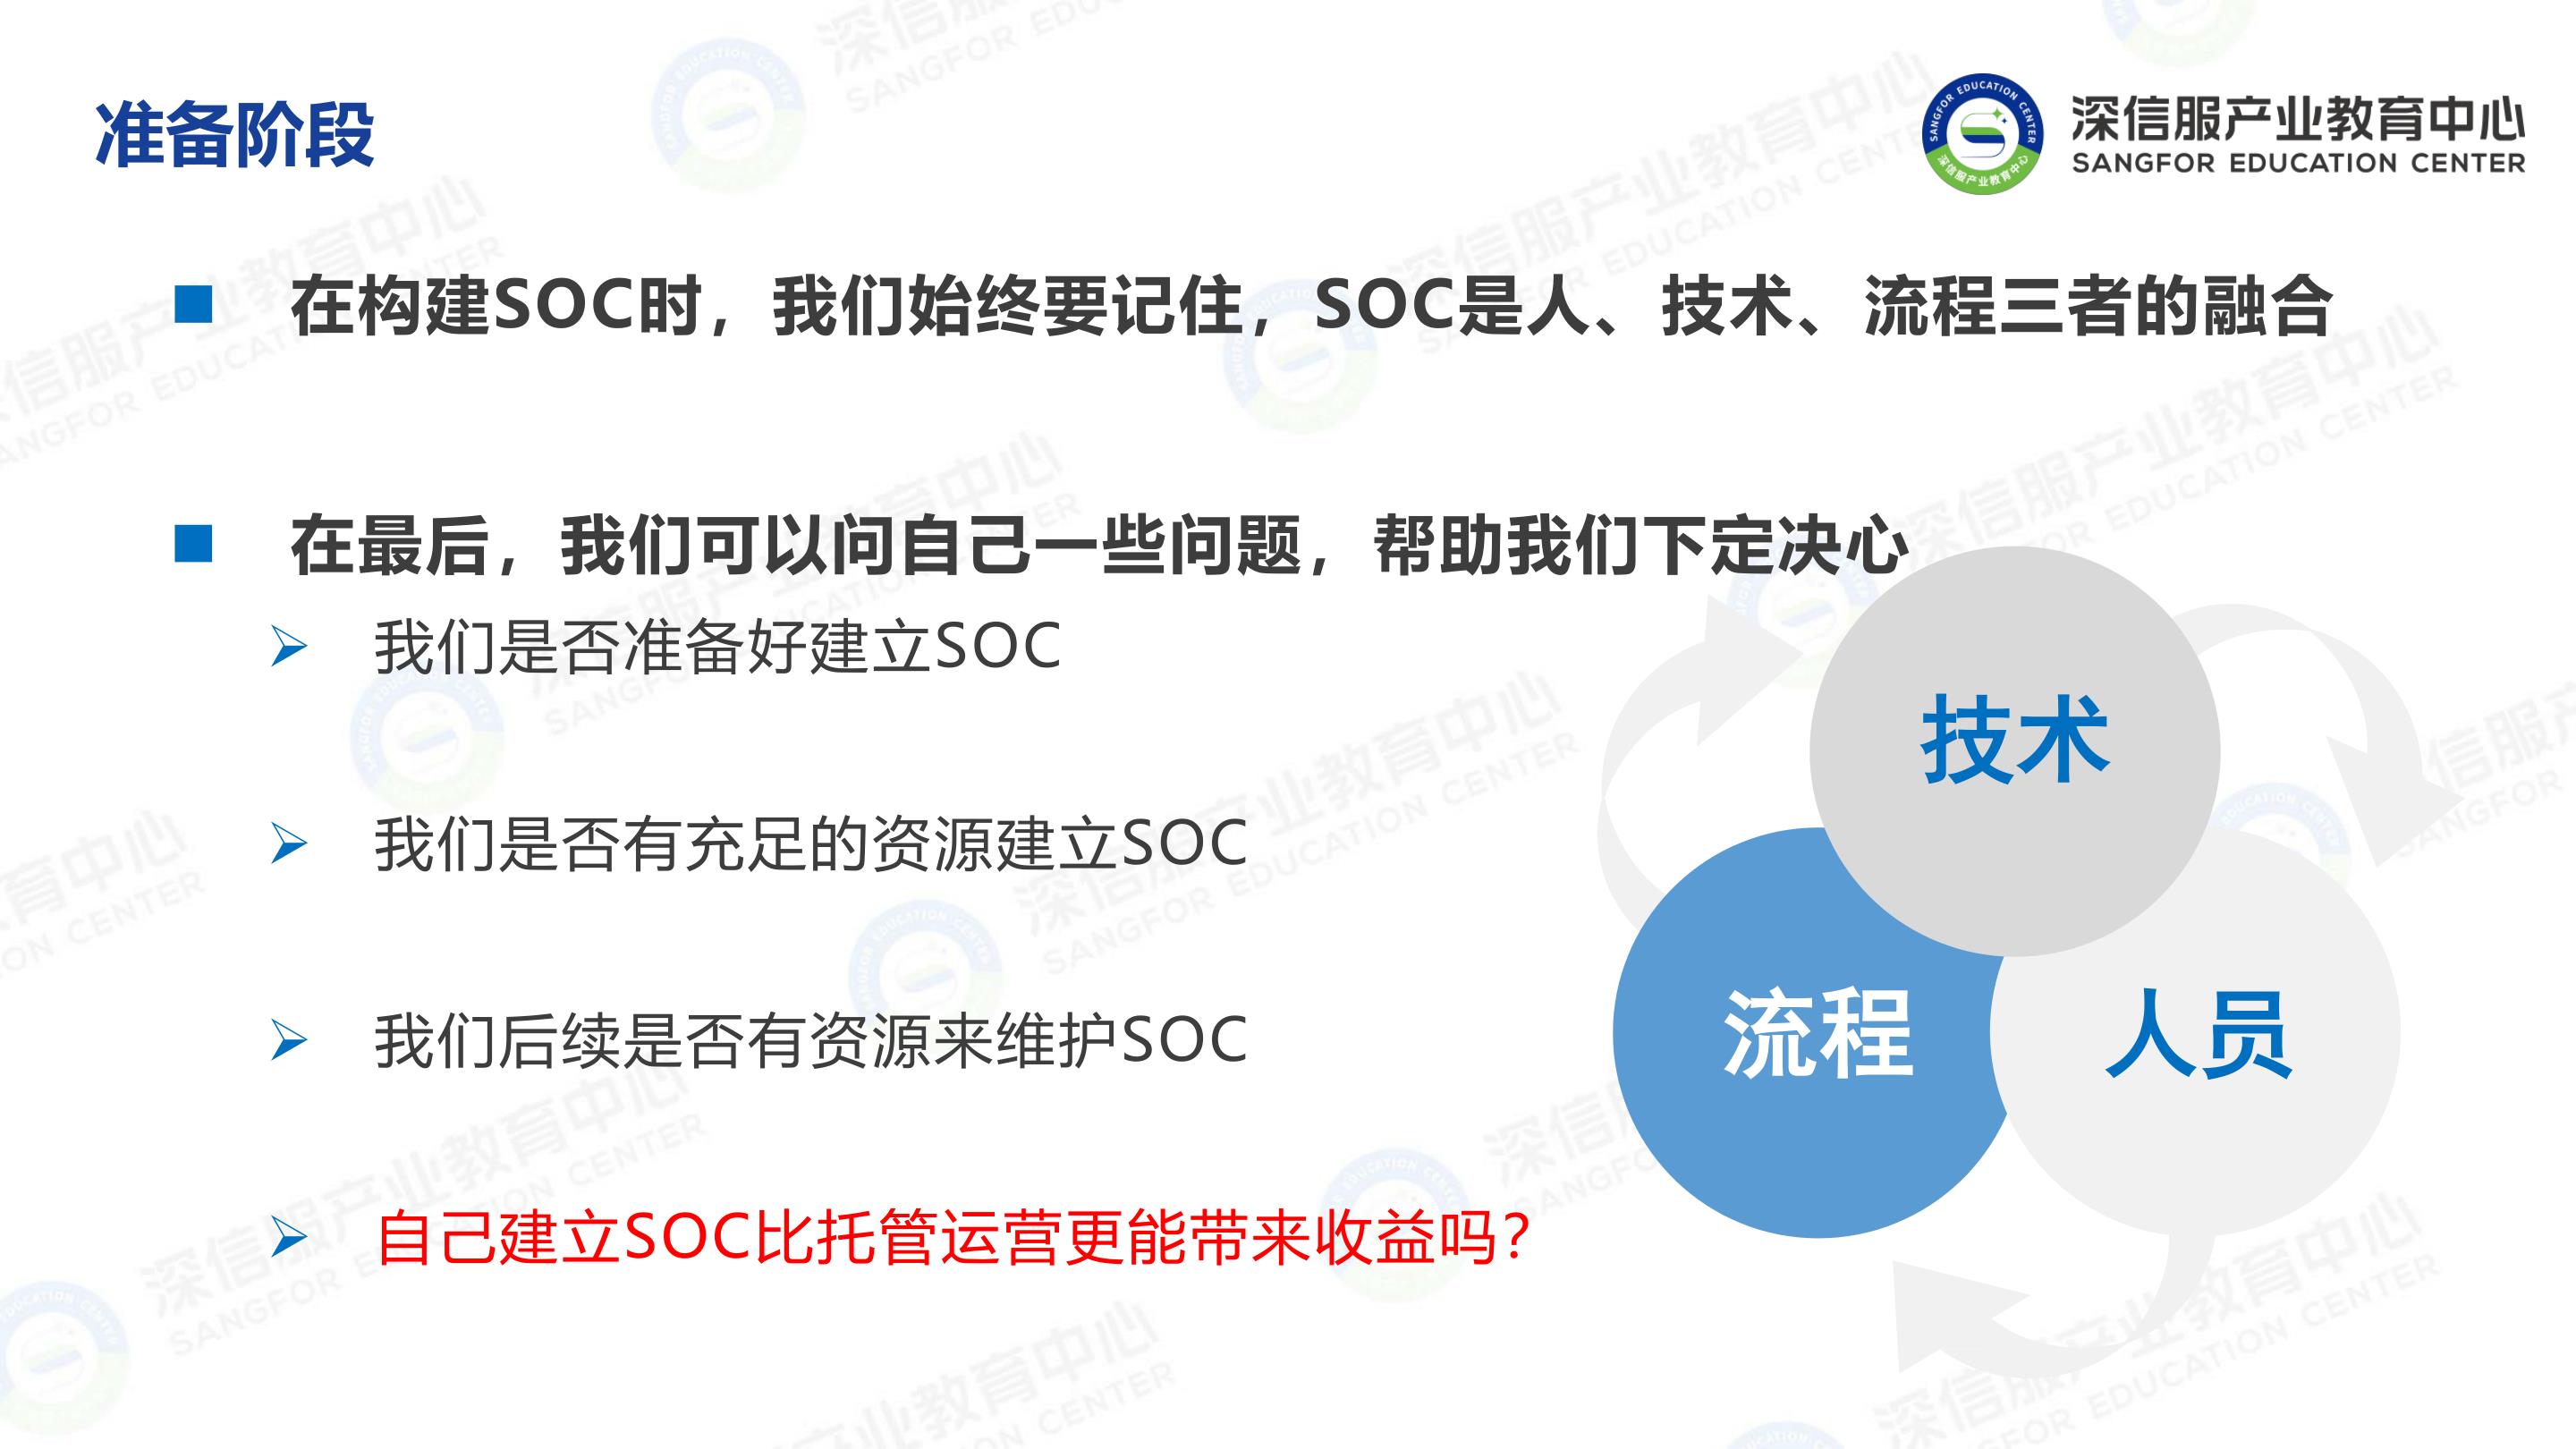 准备阶段
深信服产业教育中心
SANGFOR EDUCATION CENTER
在构建SOC时，我们始终要记住，SOC是人、技术、流程三者的融合
在最后，我们可以问自己一些问题，帮助我们下定决心
我们是否准备好建立SOC
我们是否有充足的资源建立SOC
我们后续是否有资源来维护SOC
自己建立SOC比托管运营更能带来收益吗？
技术
流程
人员